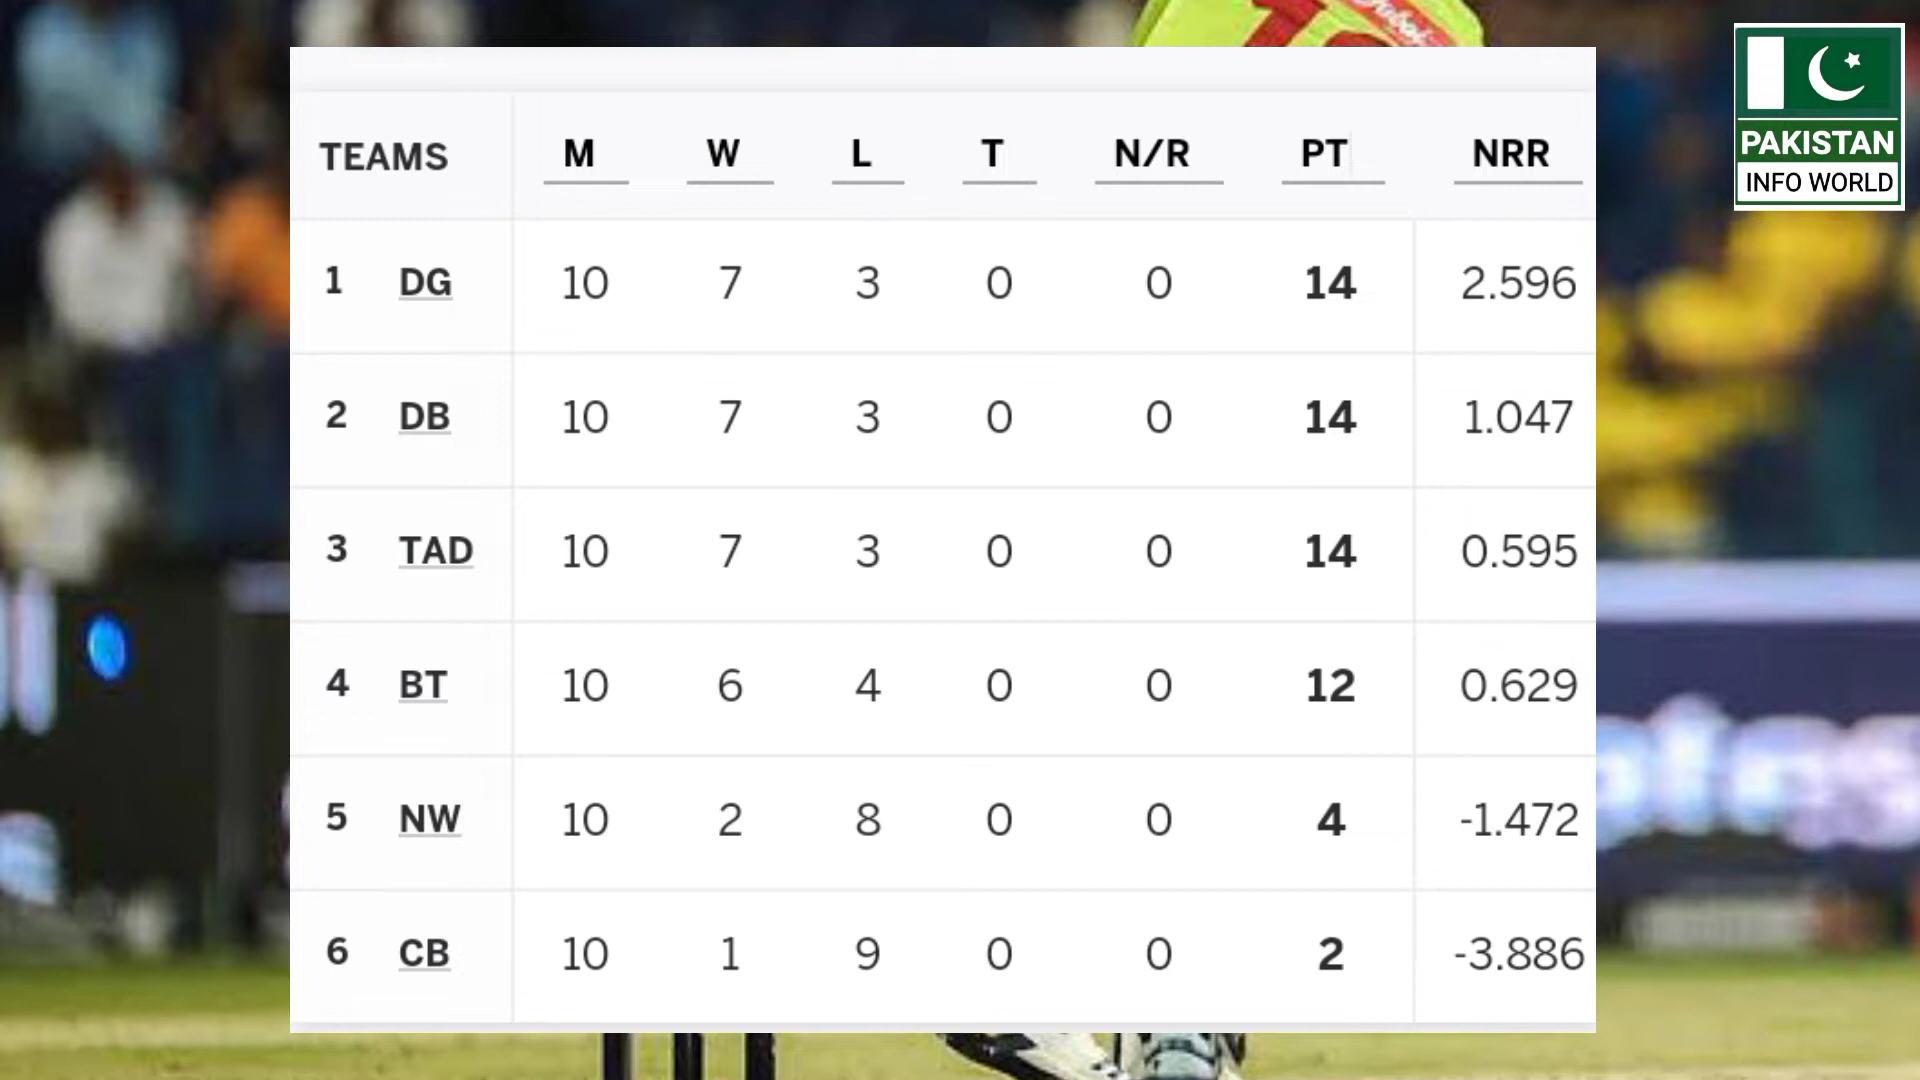 TEAMS M W L T N/R PT NRR
1 DG 10 7 3 0 0 14 2.596
2 DB 10 7 3 0 0 14 1.047
3 TAD 10 7 3 0 0 14 0.595
4 BT 10 6 4 0 0 12 0.629
5 NW 10 2 8 0 0 4 -1.472
6 CB 10 1 9 0 0 2 -3.886
PAKISTAN
INFO WORLD